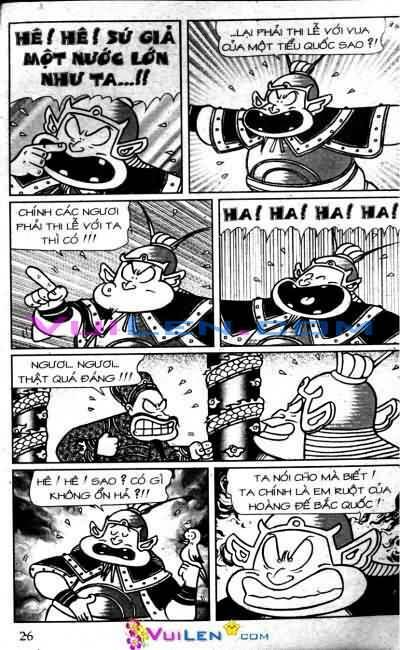 HÊ! HÊ! SỨ GIẢ
MỘT NƯỚC LỚN
NHƯ TA...!!
...LẠI PHẢI THI LỄ VỚI VUA
CỦA MỘT TIỂU QUỐC SAO?!
CHÍNH CÁC NGƯƠI
PHẢI THI LỄ VỚI TA
THÌ CÓ!!!
HA! HA! HA! HA!
VUILEN.COM
NGƯƠI.. NGƯƠI..
THẬT QUÁ ĐÁNG!!!
HÊ! HÊ! SAO? CÓ GÌ
KHÔNG ỔN HẢ?!!
TA NÓI CHO MÀ BIẾT!
TA CHÍNH LÀ EM RUỘT CỦA
HOÀNG ĐẾ BẮC QUỐC!
26
VUILEN.COM